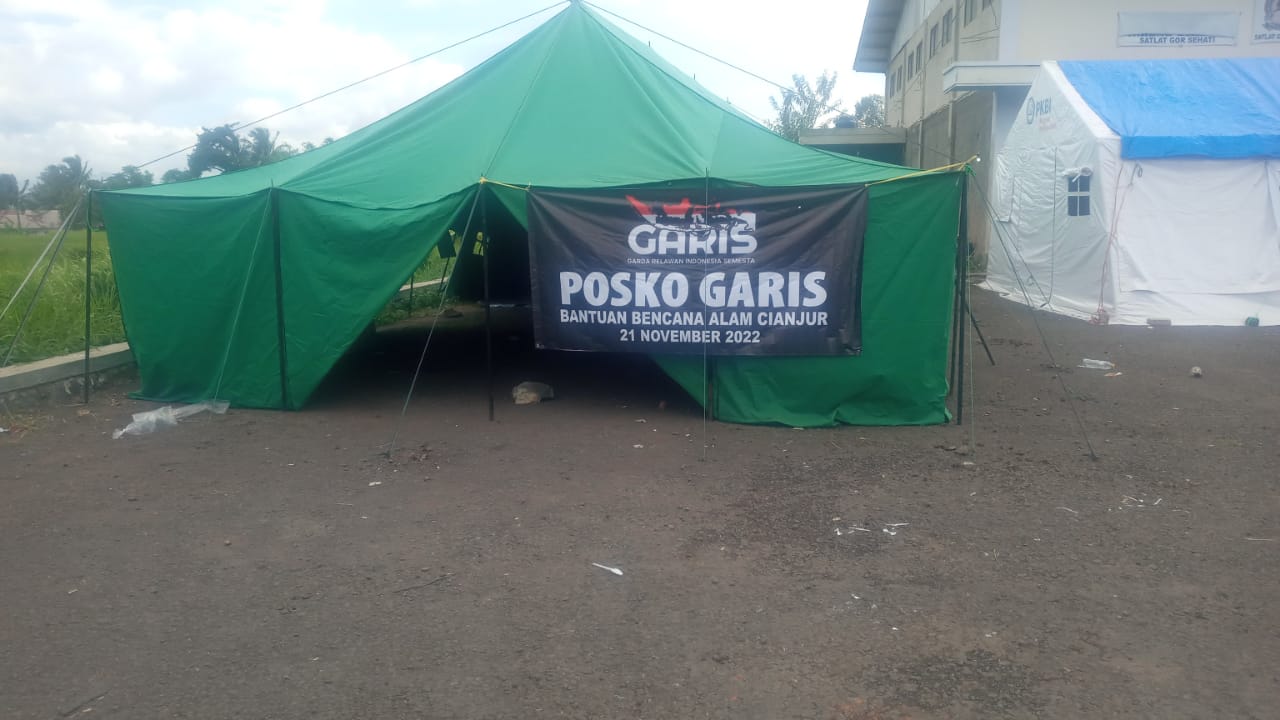 GARIS
GARDA RELAWAN INDONESIA SEMESTA
POSKO GARIS
BANTUAN BENCANA ALAM CIANJUR
21 NOVEMBER 2022
PKBI
SATLAT GOR SEHATI